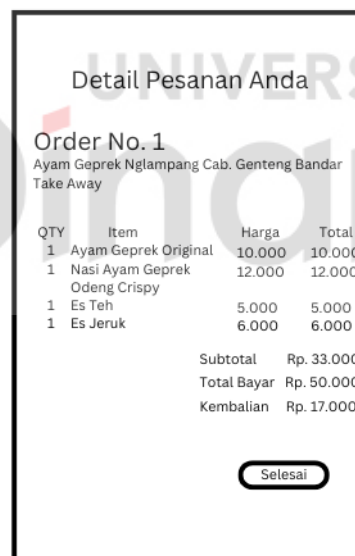 UNIVERS
Dinar
Detail Pesanan Anda
Order No. 1
Ayam Geprek Nglampang Cab. Genteng Bandar
Take Away
QTY Item Harga Total
1 Ayam Geprek Original 10.000 10.000
1 Nasi Ayam Geprek 12.000 12.000
Odeng Crispy
1 Es Teh 5.000 5.000
1 Es Jeruk 6.000 6.000
Subtotal Rp. 33.000
Total Bayar Rp. 50.000
Kembalian Rp. 17.000
Selesai